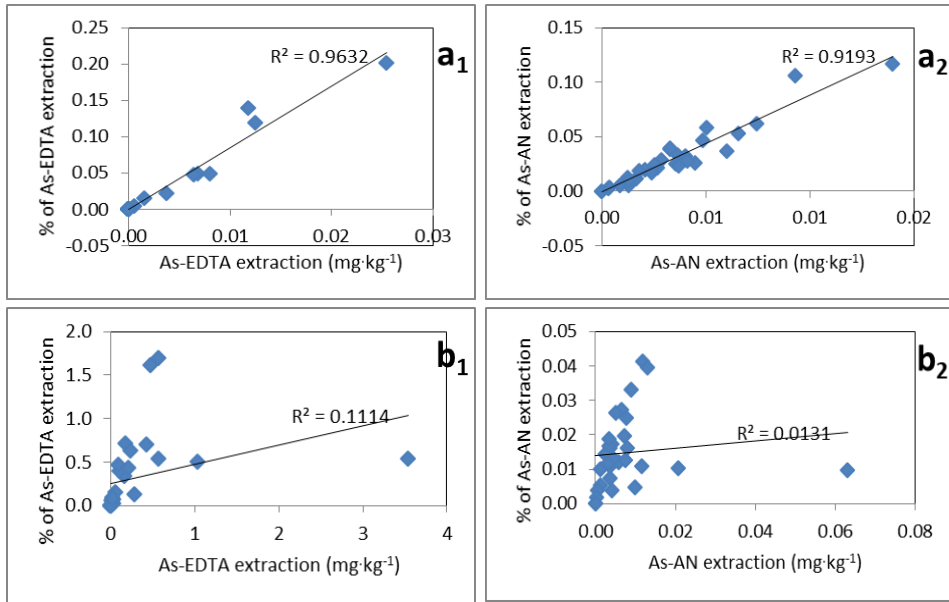 0.25
0.20
0.15
0.10
0.05
0.00
-0.05
% of As-EDTA extraction
R² = 0.9632
a1
0.00 0.01 0.02 0.03
As-EDTA extraction (mg·kg⁻¹)
0.15
0.10
0.05
0.00
-0.05
% of As-AN extraction
R² = 0.9193
a2
0.00 0.01 0.01 0.02
As-AN extraction (mg·kg⁻¹)
2.0
1.5
1.0
0.5
0.0
% of As-EDTA extraction
R² = 0.1114
b1
0 1 2 3 4
As-EDTA extraction (mg·kg⁻¹)
0.05
0.04
0.03
0.02
0.01
0.00
% of As-AN extraction
R² = 0.0131
b2
0.00 0.02 0.04 0.06 0.08
As-AN extraction (mg·kg⁻¹)